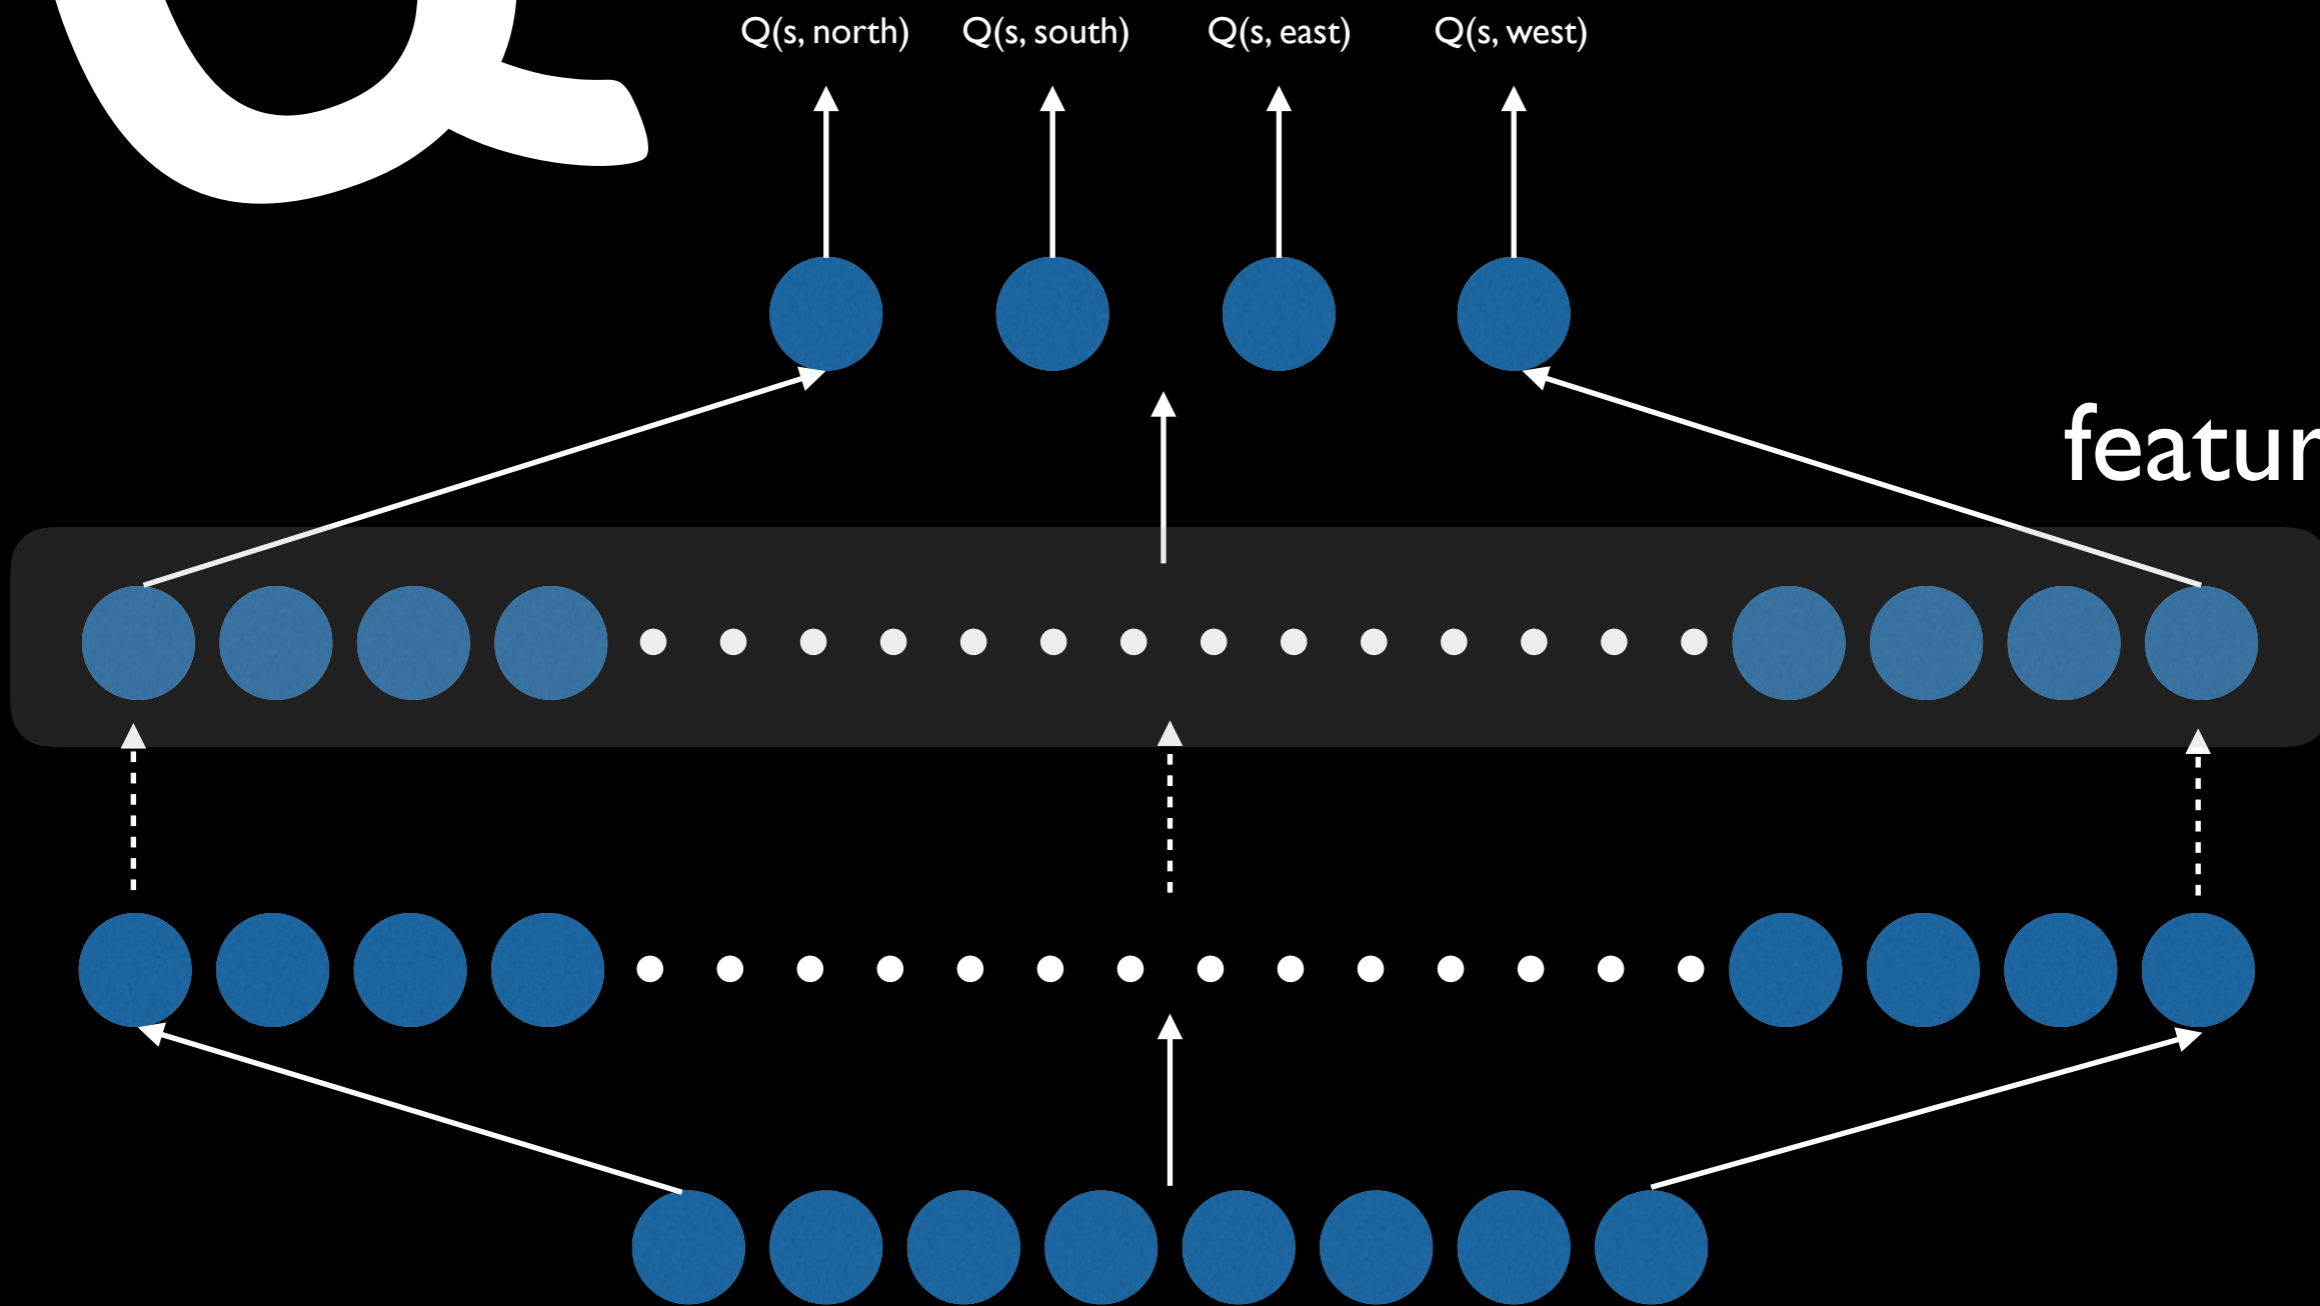 Q
Q(s, north) Q(s, south) Q(s, east) Q(s, west)
featur